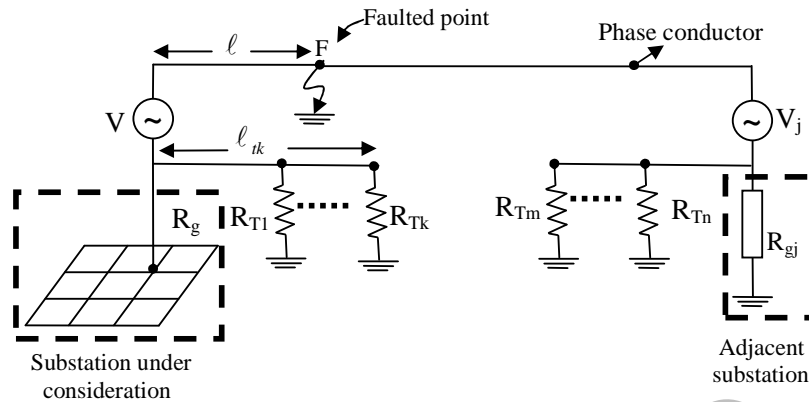 Faulted point
ℓ
F
Phase conductor
V
~
~
V_j
ℓ_tk
R_g
R_T1
R_Tk
R_Tm
R_Tn
R_gj
Substation under
consideration
Adjacent
substation